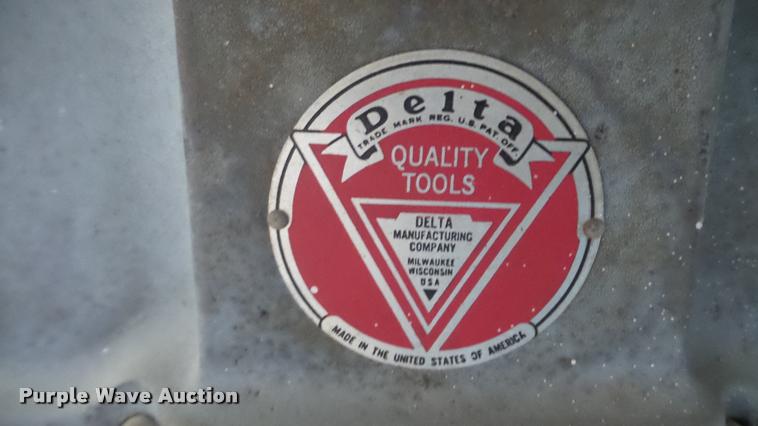 Delta
TRADE MARK REG. U.S. PAT. OFF.
QUALITY
TOOLS
DELTA
MANUFACTURING
COMPANY
MILWAUKEE
WISCONSIN
USA
MADE IN THE UNITED STATES OF AMERICA
Purple Wave Auction